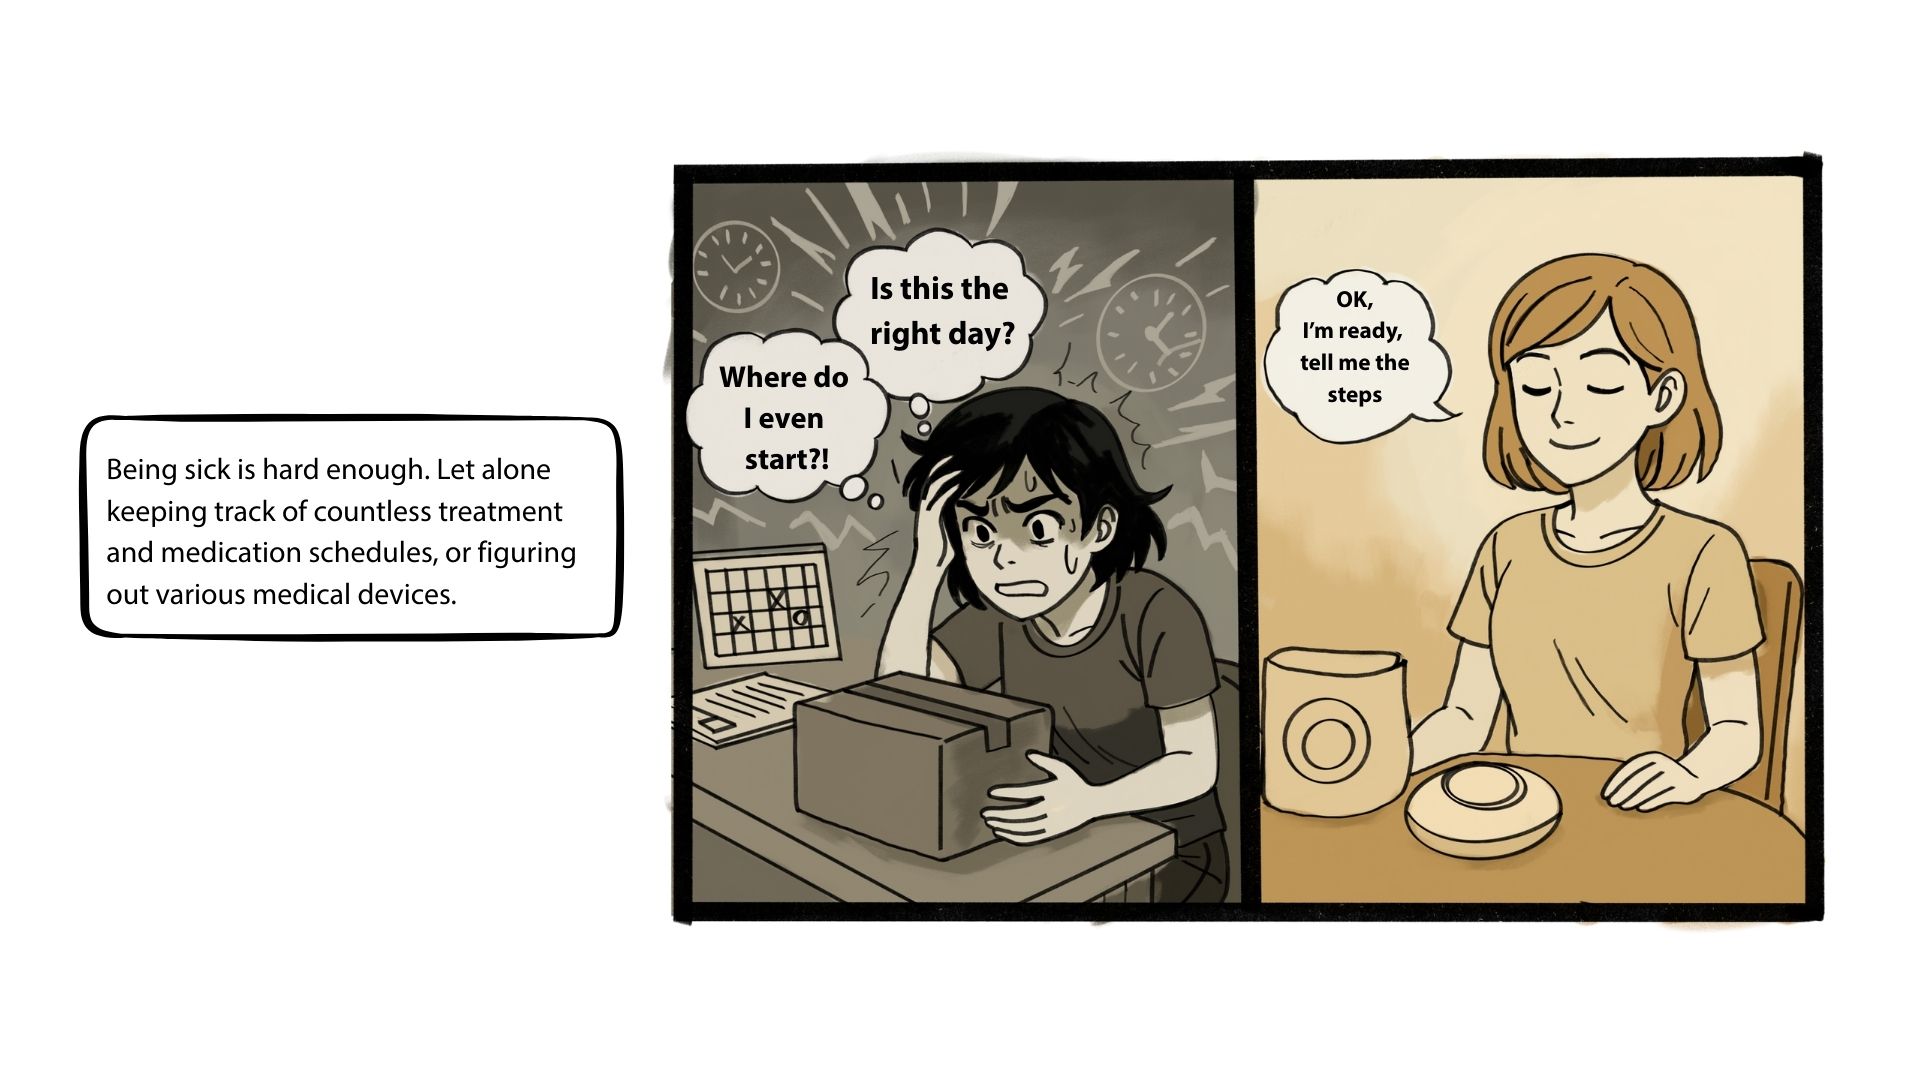 Being sick is hard enough. Let alone
keeping track of countless treatment
and medication schedules, or figuring
out various medical devices.
Is this the
right day?
Where do
I even
start?!
OK,
I'm ready,
tell me the
steps